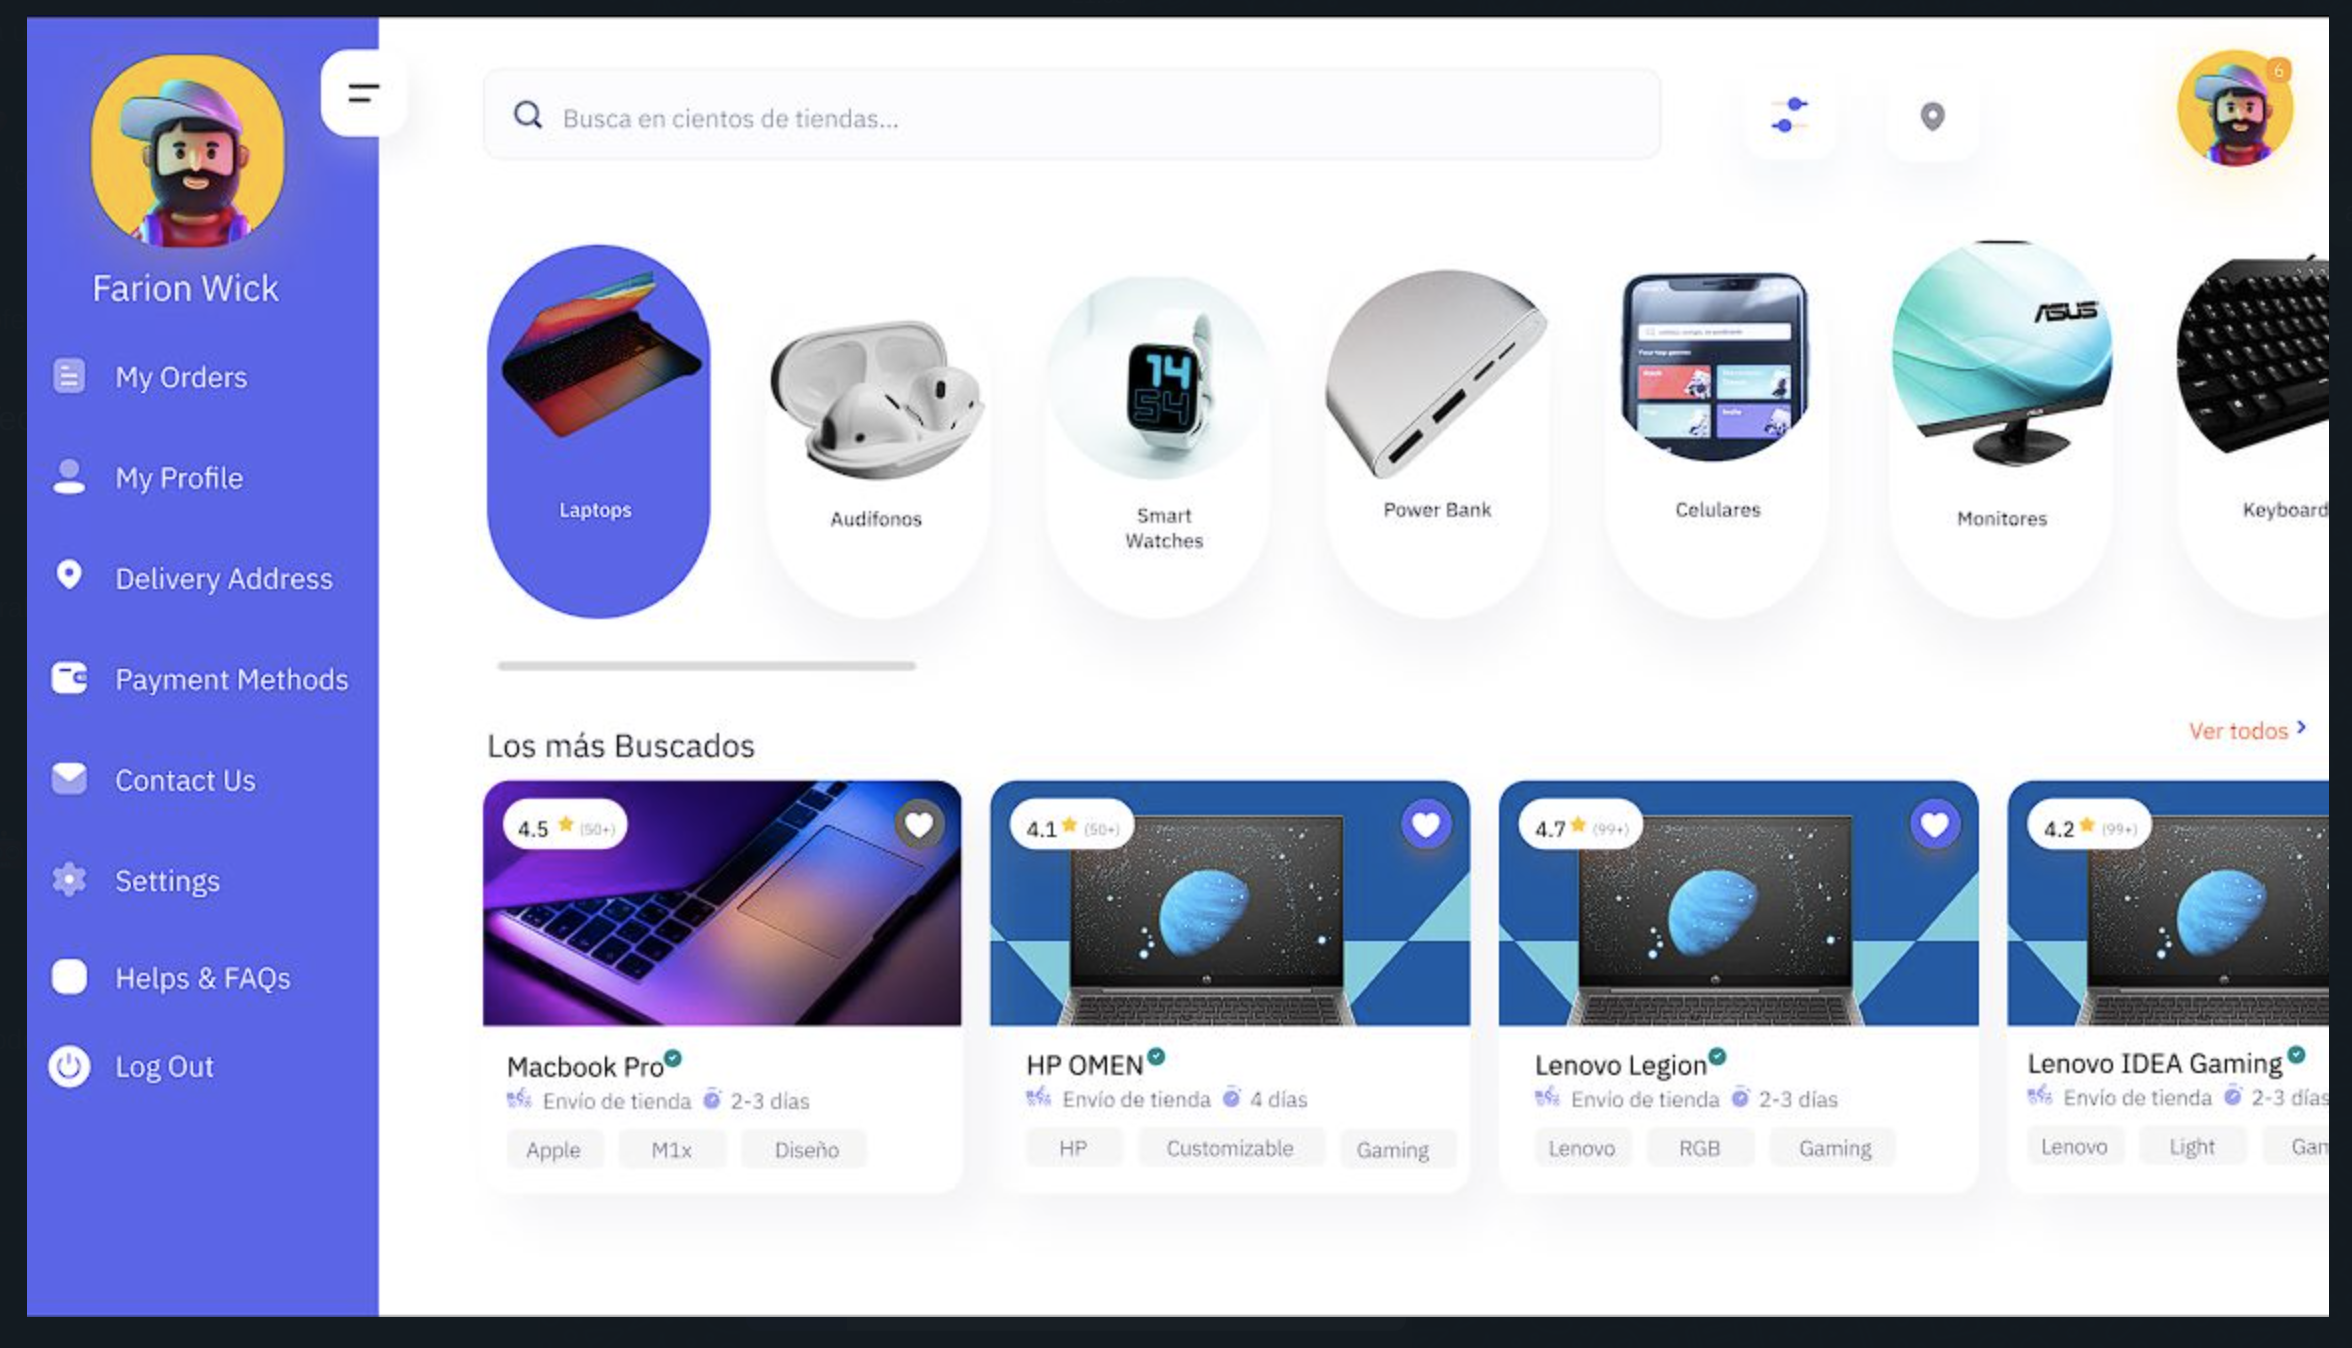 Farion Wick
My Orders
My Profile
Delivery Address
Payment Methods
Contact Us
Settings
Helps & FAQs
Log Out
Busca en cientos de tiendas...
6
14
54
ASUS
Laptops
Audífonos
Smart
Watches
Power Bank
Celulares
Monitores
Keyboard
Los más Buscados
Ver todos
4.5 (50+)
4.1 (50+)
4.7 (99+)
4.2 (99+)
Macbook Pro
Envío de tienda 2-3 días
Apple M1x Diseño
HP OMEN
Envío de tienda 4 días
HP Customizable Gaming
Lenovo Legion
Envío de tienda 2-3 días
Lenovo RGB Gaming
Lenovo IDEA Gaming
Envío de tienda 2-3 días
Lenovo Light Gam